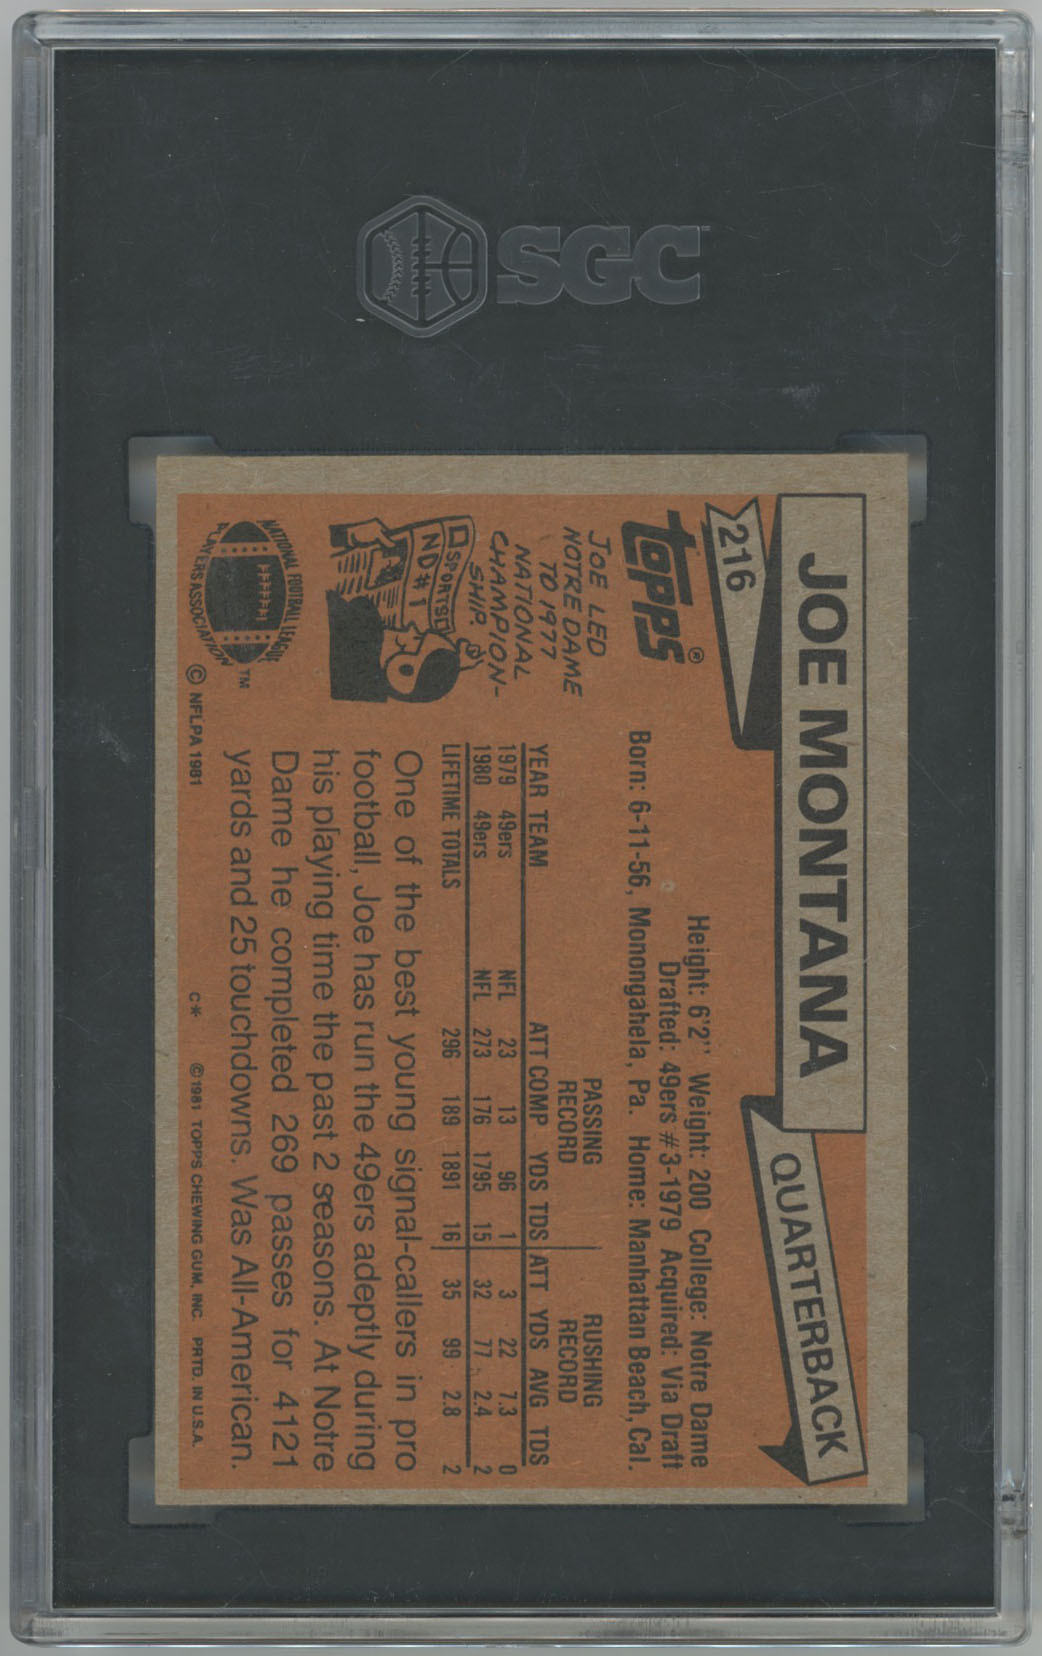 SGC
JOE MONTANA
QUARTERBACK
216
Topps®
Height: 6'2" Weight: 200 College: Notre Dame
Drafted: 49ers #3-1979 Acquired: Via Draft
Born: 6-11-56, Monongahela, Pa. Home: Manhattan Beach, Cal.
JOE LED
NOTRE DAME
TO 1977
NATIONAL
CHAMPION-
SHIP.
SPORTS
ND #1
PASSING RUSHING
RECORD RECORD
YEAR TEAM ATT COMP YDS TDS ATT YDS AVG TDS
1979 49ers NFL 23 13 96 1 3 22 7.3 0
1980 49ers NFL 273 176 1795 15 32 77 2.4 2
LIFETIME TOTALS 296 189 1891 16 35 99 2.8 2
One of the best young signal-callers in pro
football, Joe has run the 49ers adeptly during
his playing time the past 2 seasons. At Notre
Dame he completed 269 passes for 4121
yards and 25 touchdowns. Was All-American.
NATIONAL FOOTBALL LEAGUE
PLAYERS ASSOCIATION
TM
© NFLPA 1981
C* ©1981 TOPPS CHEWING GUM, INC. PRTD. IN U.S.A.